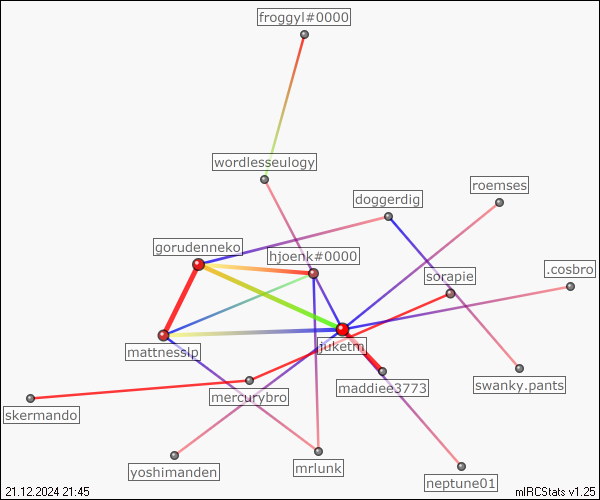 froggyl#0000
wordlesseulogy
roemses
doggerdig
gorudenneko
hjoenk#0000
.cosbro
sorapie
juketm
mattnesslp
maddiee3773
swanky.pants
mercurybro
skermando
mrlunk
yoshimanden
neptune01
21.12.2024 21:45
mIRCStats v1.25